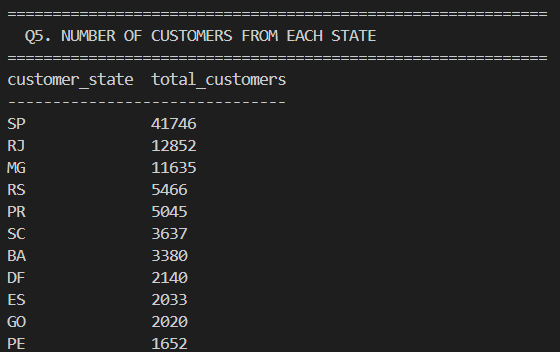 ============================================================
Q5. NUMBER OF CUSTOMERS FROM EACH STATE
============================================================
customer_state  total_customers
-------------------------------
SP              41746
RJ              12852
MG              11635
RS              5466
PR              5045
SC              3637
BA              3380
DF              2140
ES              2033
GO              2020
PE              1652